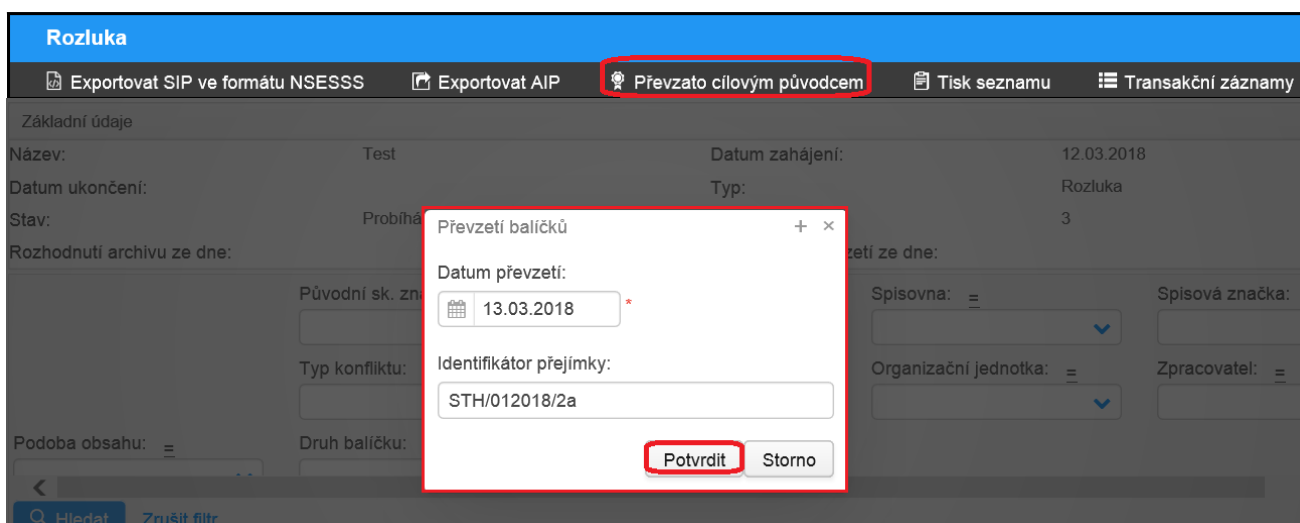 Rozluka
Exportovat SIP ve formátu NSESSS Exportovat AIP Převzato cílovým původcem Tisk seznamu Transakční záznamy
Základní údaje
Název: Test Datum zahájení: 12.03.2018
Datum ukončení: Typ: Rozluka
Stav: Probíhá 3
Rozhodnutí archivu ze dne: zetí ze dne:
Převzetí balíčků
Datum převzetí:
13.03.2018 *
Identifikátor přejímky:
STH/012018/2a
Potvrdit Storno
Původní sk. zn Spisovna: = Spisová značka:
Typ konfliktu: Organizační jednotka: = Zpracovatel: =
Podoba obsahu: = Druh balíčku:
Hledat Zrušit filtr